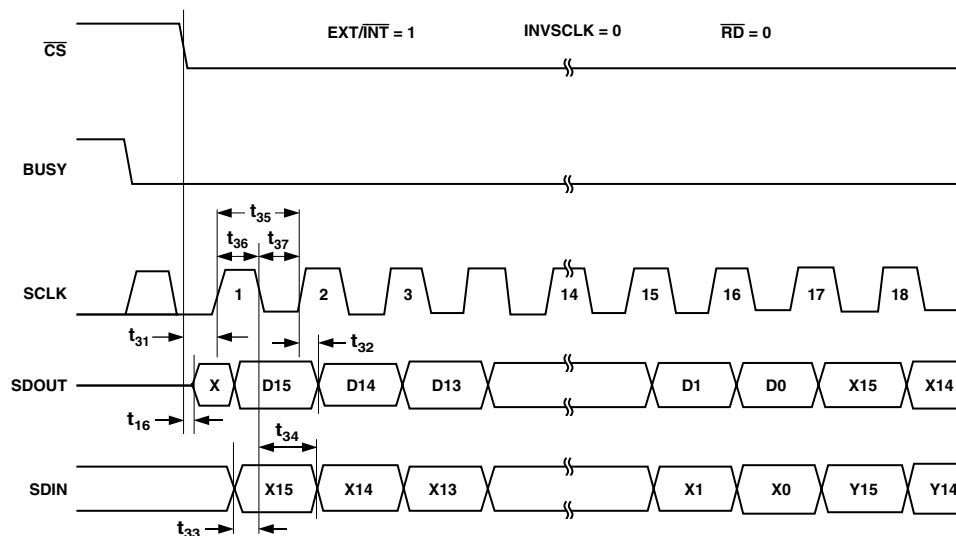 EXT/INT = 1 INVSCLK = 0 RD = 0
CS
BUSY
t35
t36 t37
SCLK 1 2 3 14 15 16 17 18
t31 t32
SDOUT X D15 D14 D13 D1 D0 X15 X14
t16 t34
SDIN X15 X14 X13 X1 X0 Y15 Y14
t33